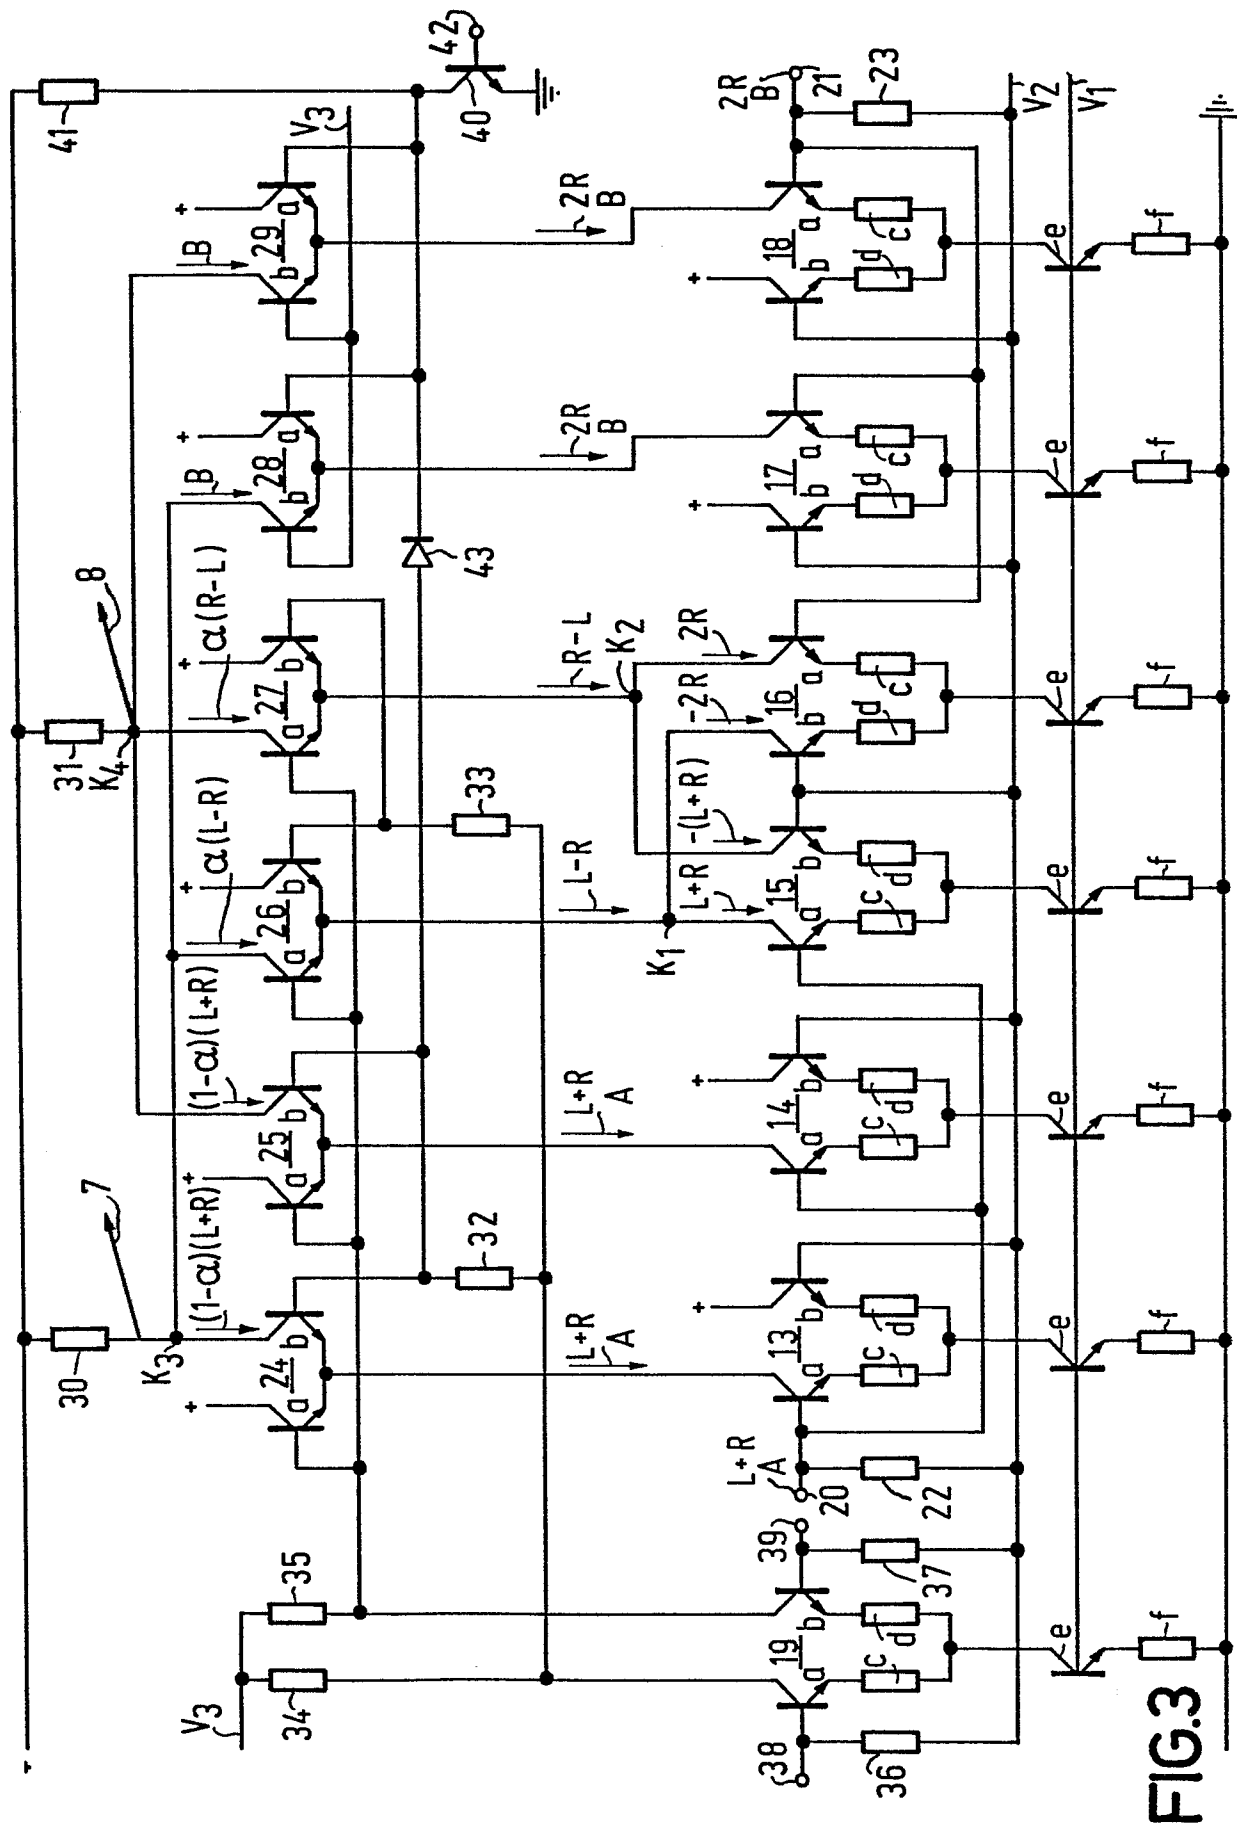 41
42
40
V3
2R
B
21
23
V2
V1
B
29
b
a
2R
B
18
b
a
d
c
e
f
B
28
b
a
2R
B
17
b
a
d
c
e
f
43
8
31
K4
α(R-L)
27
a
b
R-L
K2
-2R
2R
16
b
a
d
c
e
f
α(L-R)
26
a
b
33
L-R
K1
L+R
-(L+R)
15
a
b
c
d
e
f
(1-α)(L+R)
25
a
b
L+R
A
14
a
b
c
d
e
f
7
30
K3
(1-α)(L+R)
24
a
b
32
L+R
A
13
a
b
c
d
e
f
L+R
A
20
22
39
37
35
34
V3
19
a
b
c
d
e
f
38
36
FIG.3